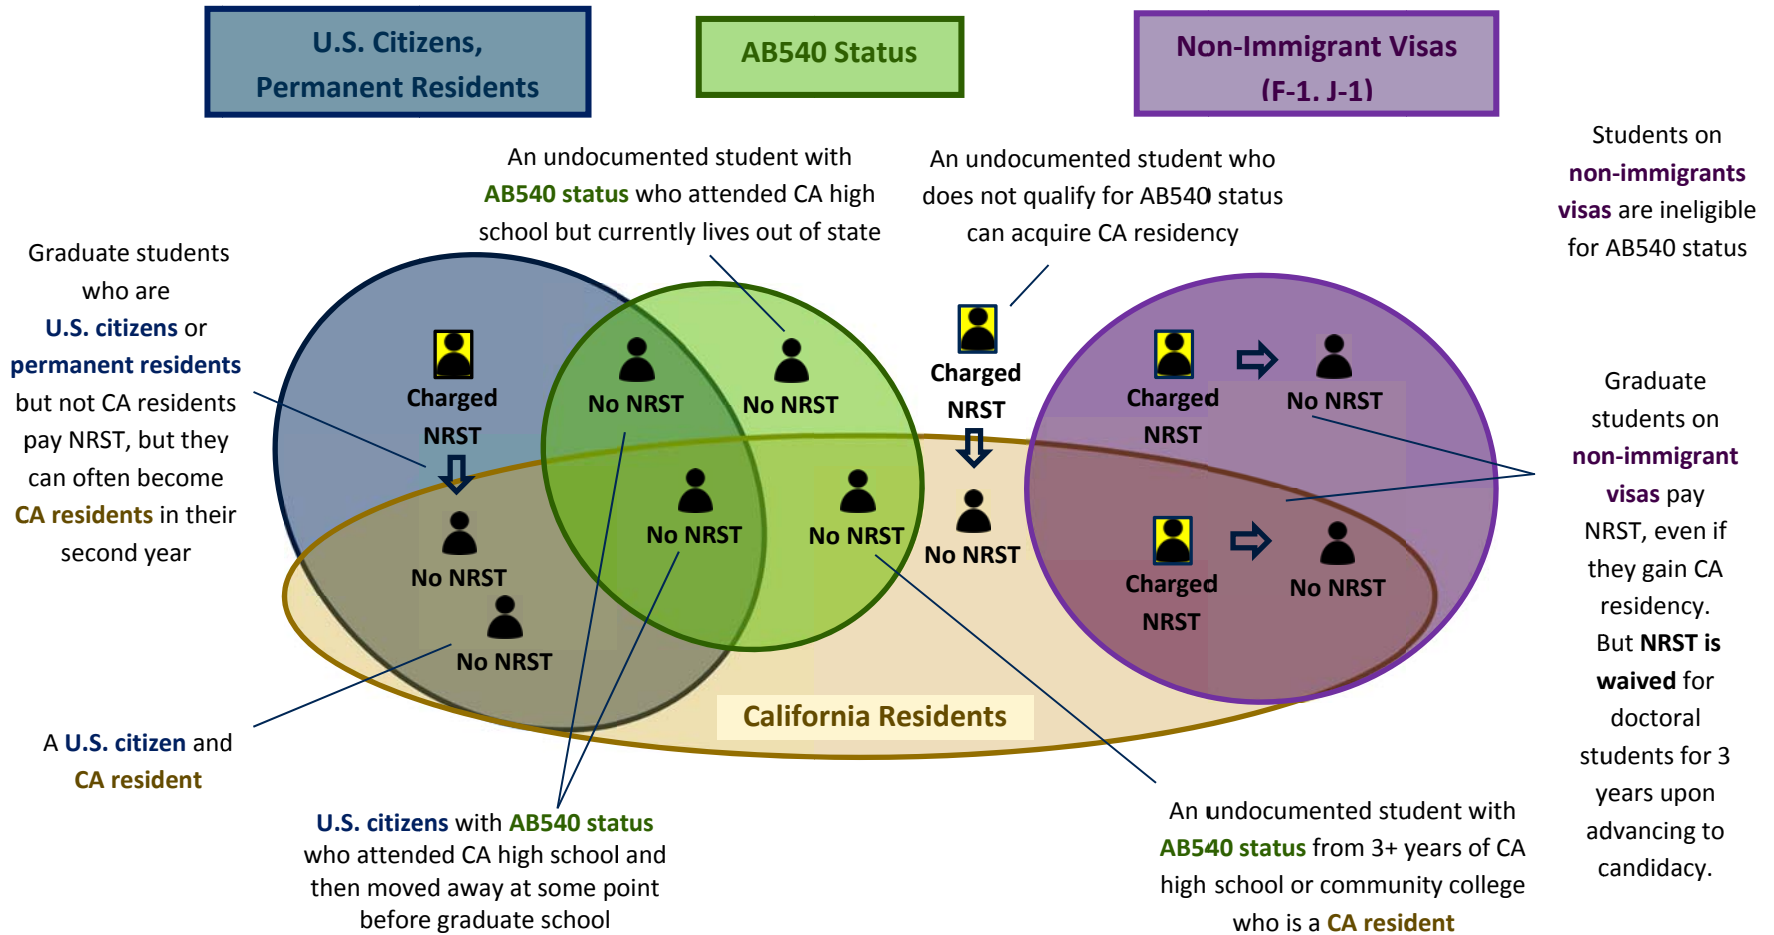 U.S. Citizens,
Permanent Residents
AB540 Status
Non-Immigrant Visas
(F-1. J-1)
Students on
non-immigrants
visas are ineligible
for AB540 status
An undocumented student with
AB540 status who attended CA high
school but currently lives out of state
An undocumented student who
does not qualify for AB540 status
can acquire CA residency
Graduate students
who are
U.S. citizens or
permanent residents
but not CA residents
pay NRST, but they
can often become
CA residents in their
second year
Charged
NRST
No NRST
No NRST
Charged
NRST
Charged
NRST
No NRST
No NRST
No NRST
No NRST
No NRST
No NRST
Charged
NRST
No NRST
California Residents
Graduate
students on
non-immigrant
visas pay
NRST, even if
they gain CA
residency.
But NRST is
waived for
doctoral
students for 3
years upon
advancing to
candidacy.
A U.S. citizen and
CA resident
U.S. citizens with AB540 status
who attended CA high school and
then moved away at some point
before graduate school
An undocumented student with
AB540 status from 3+ years of CA
high school or community college
who is a CA resident